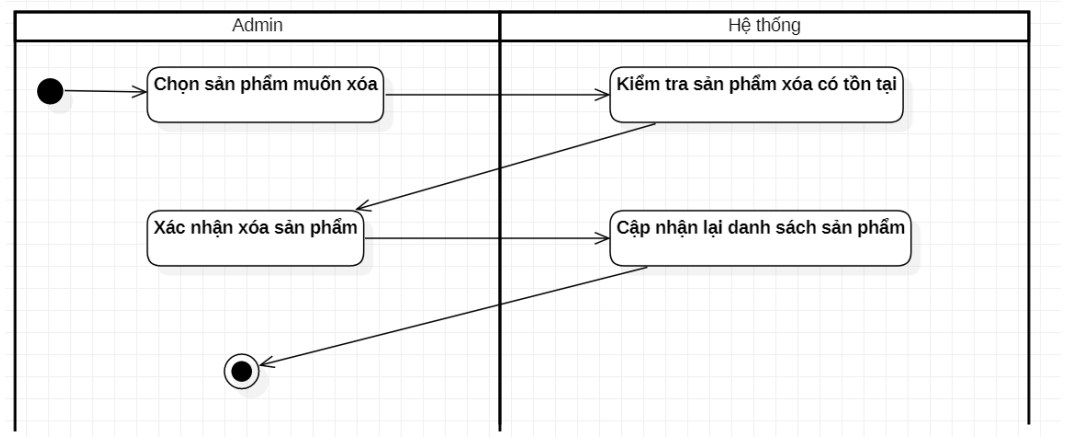 Admin
Hệ thống
Chọn sản phẩm muốn xóa
Kiểm tra sản phẩm xóa có tồn tại
Xác nhận xóa sản phẩm
Cập nhận lại danh sách sản phẩm